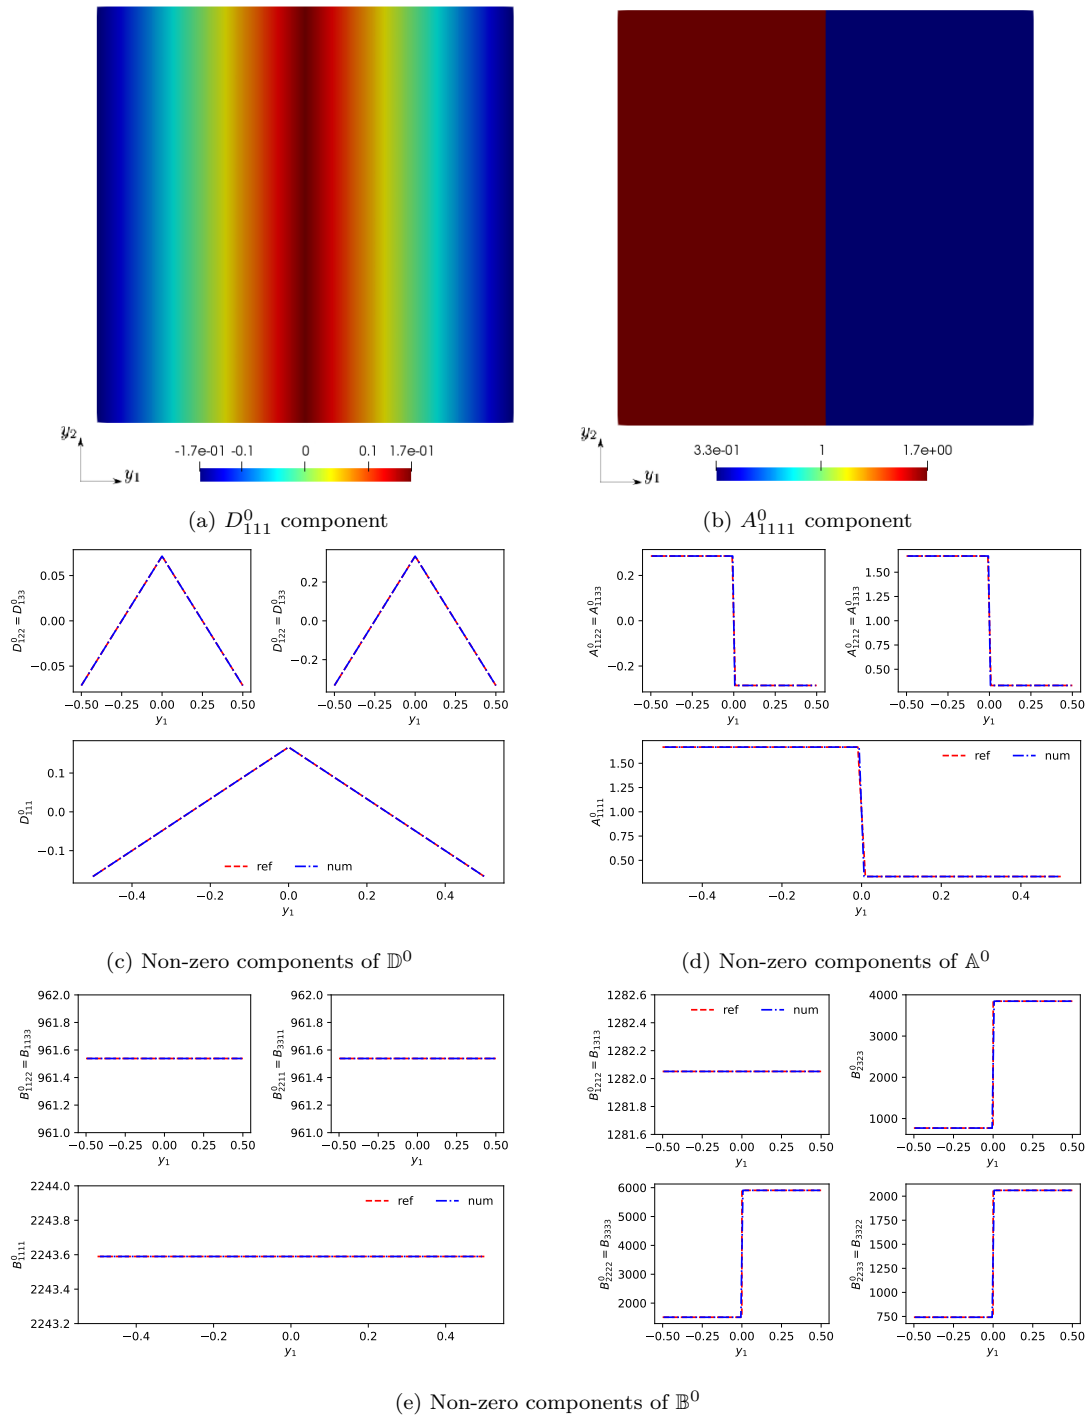 y₂
y₁
-1.7e-01 -0.1 0 0.1 1.7e-01
(a) D⁰₁₁₁ component
y₂
y₁
3.3e-01 1 1.7e+00
(b) A⁰₁₁₁₁ component
D⁰₁₂₂ = D⁰₁₃₃
0.05
0.00
−0.05
−0.50 −0.25 0.00 0.25 0.50
y₁
D⁰₁₂₂ = D⁰₁₃₃
0.2
0.0
−0.2
−0.50 −0.25 0.00 0.25 0.50
y₁
D⁰₁₁₁
0.1
0.0
−0.1
ref num
−0.4 −0.2 0.0 0.2 0.4
y₁
(c) Non-zero components of 𝔻⁰
A⁰₁₁₂₂ = A⁰₁₁₃₃
0.2
0.0
−0.2
−0.50 −0.25 0.00 0.25 0.50
y₁
A⁰₁₂₁₂ = A⁰₁₃₁₃
1.50
1.25
1.00
0.75
0.50
−0.50 −0.25 0.00 0.25 0.50
y₁
A⁰₁₁₁₁
ref num
1.50
1.25
1.00
0.75
0.50
−0.4 −0.2 0.0 0.2 0.4
y₁
(d) Non-zero components of 𝔸⁰
B⁰₁₁₂₂ = B₁₁₃₃
962.0
961.8
961.6
961.4
961.2
961.0
−0.50 −0.25 0.00 0.25 0.50
y₁
B⁰₂₂₁₁ = B₃₃₁₁
962.0
961.8
961.6
961.4
961.2
961.0
−0.50 −0.25 0.00 0.25 0.50
y₁
B⁰₁₁₁₁
2244.0
2243.8
2243.6
2243.4
2243.2
ref num
−0.4 −0.2 0.0 0.2 0.4
y₁
B⁰₁₂₁₂ = B₁₃₁₃
1282.6
1282.4
1282.2
1282.0
1281.8
1281.6
ref num
−0.50 −0.25 0.00 0.25 0.50
y₁
B⁰₂₃₂₃
4000
3000
2000
1000
−0.50 −0.25 0.00 0.25 0.50
y₁
B⁰₂₂₂₂ = B₃₃₃₃
6000
5000
4000
3000
2000
−0.50 −0.25 0.00 0.25 0.50
y₁
B⁰₂₂₃₃ = B₃₃₂₂
2000
1750
1500
1250
1000
750
−0.50 −0.25 0.00 0.25 0.50
y₁
(e) Non-zero components of 𝔹⁰